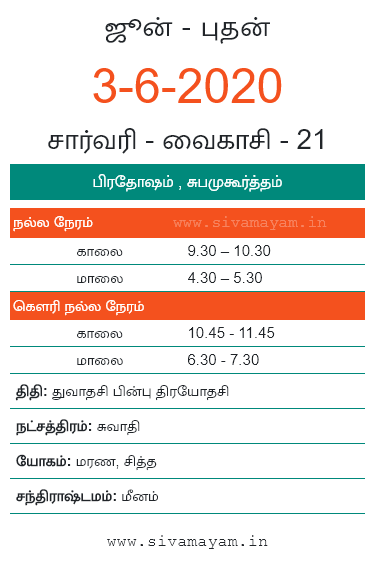 ஜூன் - புதன்
3-6-2020
சார்வரி - வைகாசி - 21
பிரதோஷம் , சுபமுகூர்த்தம்
நல்ல நேரம் www.sivamayam.in
காலை 9.30 – 10.30
மாலை 4.30 – 5.30
கௌரி நல்ல நேரம்
காலை 10.45 - 11.45
மாலை 6.30 - 7.30
திதி: துவாதசி பின்பு திரயோதசி
நட்சத்திரம்: சுவாதி
யோகம்: மரண, சித்த
சந்திராஷ்டமம்: மீனம்
www.sivamayam.in